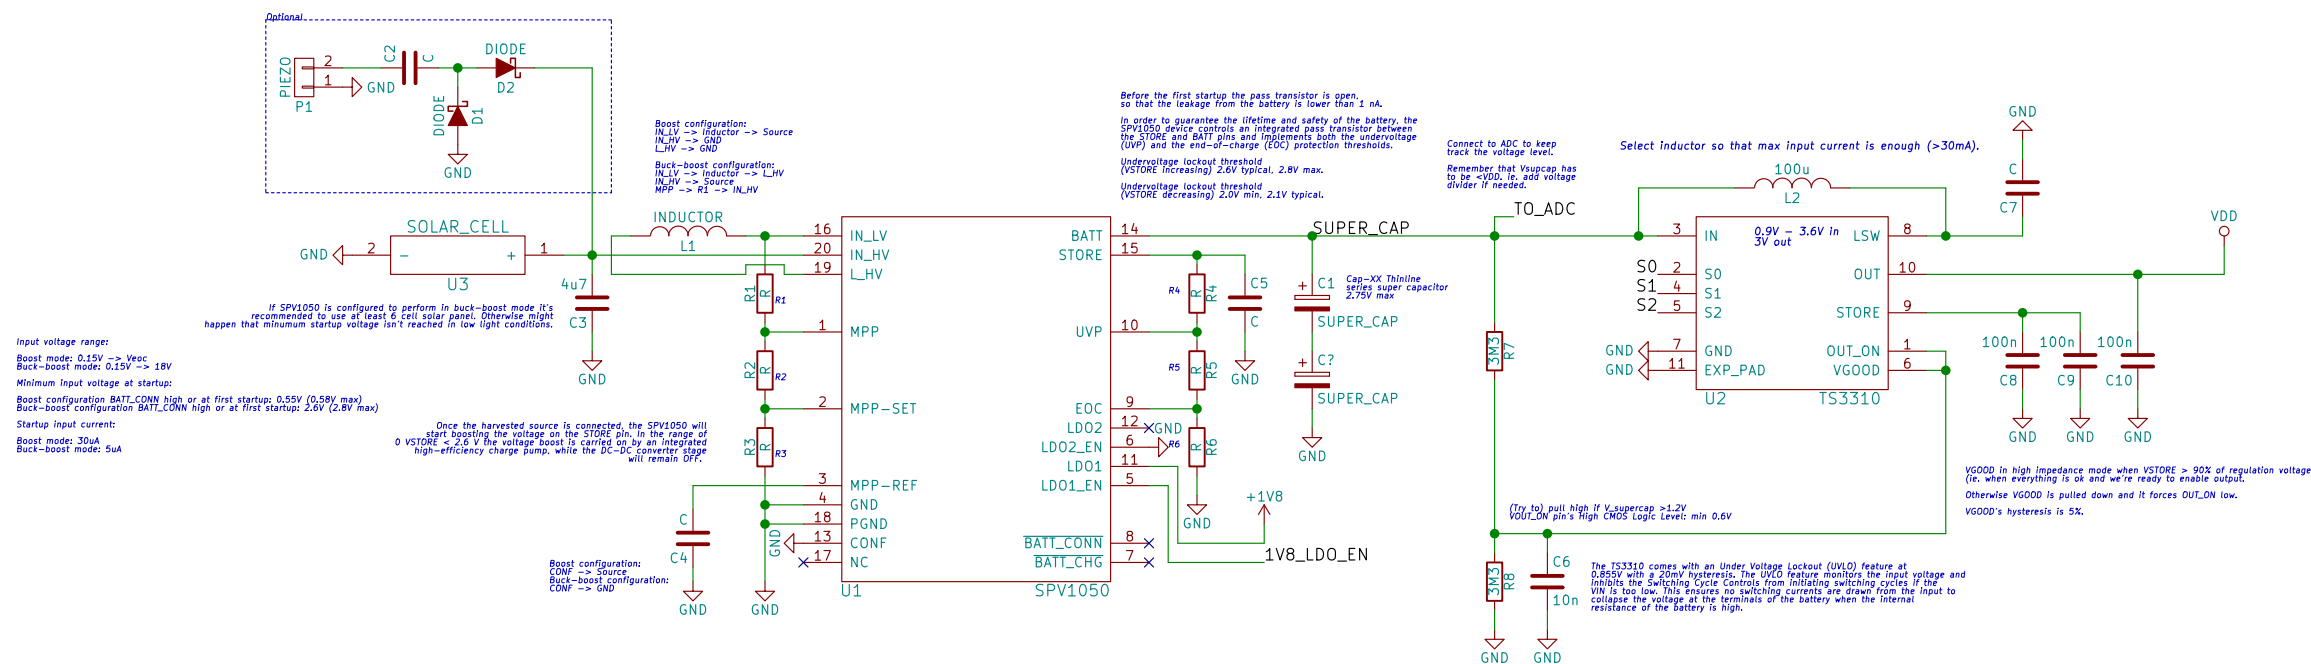 Optional
PIEZO
2
1
P1
GND
C2
C
DIODE
D2
DIODE
D1
GND
SOLAR_CELL
GND
2
-
+
1
U3
4u7
C3
GND
If SPV1050 is configured to perform in buck-boost mode it's
recommended to use at least 6 cell solar panel. Otherwise might
happen that minumum startup voltage isn't reached in low light conditions.
Input voltage range:
Boost mode: 0.15V -> Veoc
Buck-boost mode: 0.15V -> 18V
Minimum input voltage at startup:
Boost configuration BATT_CONN high or at first startup: 0.55V (0.58V max)
Buck-boost configuration BATT_CONN high or at first startup: 2.6V (2.8V max)
Startup input current:
Boost mode: 30uA
Buck-boost mode: 5uA
Once the harvested source is connected, the SPV1050 will
start boosting the voltage on the STORE pin. In the range of
0 VSTORE < 2.6 V the voltage boost is carried on by an integrated
high-efficiency charge pump, while the DC-DC converter stage
will remain OFF.
Boost configuration:
IN_LV -> Inductor -> Source
IN_HV -> GND
L_HV -> GND
Buck-boost configuration:
IN_LV -> Inductor -> L_HV
IN_HV -> Source
MPP -> R1 -> IN_HV
INDUCTOR
L1
R1
R
R1
R2
R
R2
R3
R
R3
C
C4
GND
GND
GND
Boost configuration:
CONF -> Source
Buck-boost configuration:
CONF -> GND
16
IN_LV
20
IN_HV
19
L_HV
1
MPP
2
MPP-SET
3
MPP-REF
4
GND
18
PGND
13
CONF
17
NC
U1
SPV1050
BATT
14
STORE
15
UVP
10
EOC
9
LDO2
12
LDO2_EN
6
LDO1
11
LDO1_EN
5
BATT_CONN
8
BATT_CHG
7
GND
Before the first startup the pass transistor is open,
so that the leakage from the battery is lower than 1 nA.
In order to guarantee the lifetime and safety of the battery, the
SPV1050 device controls an integrated pass transistor between
the STORE and BATT pins and implements both the undervoltage
(UVP) and the end-of-charge (EOC) protection thresholds.
Undervoltage lockout threshold
(VSTORE increasing) 2.6V typical, 2.8V max.
Undervoltage lockout threshold
(VSTORE decreasing) 2.0V min, 2.1V typical.
R4
R
R4
R5
R
R5
R6
R
R6
GND
C5
C
GND
SUPER_CAP
+
C1
SUPER_CAP
Cap-XX Thinline
series super capacitor
2.75V max
+
C?
SUPER_CAP
GND
+1V8
1V8_LDO_EN
Connect to ADC to keep
track the voltage level.
Remember that Vsupcap has
to be <VDD. ie. add voltage
divider if needed.
TO_ADC
3M3
R7
3M3
R8
GND
(Try to) pull high if V_supercap >1.2V
VOUT_ON pin's High CMOS Logic Level: min 0.6V
C6
10n
GND
The TS3310 comes with an Under Voltage Lockout (UVLO) feature at
0.855V with a 20mV hysteresis. The UVLO feature monitors the input voltage and
inhibits the Switching Cycle Controls from initiating switching cycles if the
VIN is too low. This ensures no switching currents are drawn from the input to
collapse the voltage at the terminals of the battery when the internal
resistance of the battery is high.
Select inductor so that max input current is enough (>30mA).
100u
L2
3
IN
0.9V - 3.6V in
3V out
S0
2
S0
S1
4
S1
S2
5
S2
GND
7
GND
GND
11
EXP_PAD
U2
TS3310
LSW
8
OUT
10
STORE
9
OUT_ON
1
VGOOD
6
GND
C
C7
VDD
100n
C8
GND
100n
C9
GND
100n
C10
GND
VGOOD in high impedance mode when VSTORE > 90% of regulation voltage
(ie. when everything is ok and we're ready to enable output.
Otherwise VGOOD is pulled down and it forces OUT_ON low.
VGOOD's hysteresis is 5%.